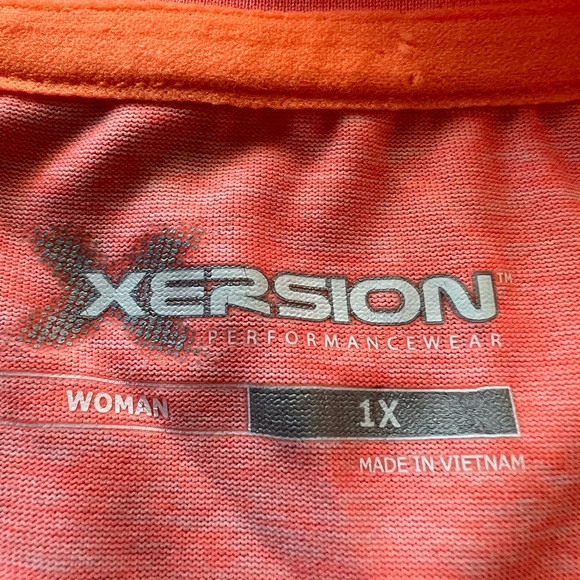 XERSION™
PERFORMANCEWEAR
WOMAN 1X
MADE IN VIETNAM